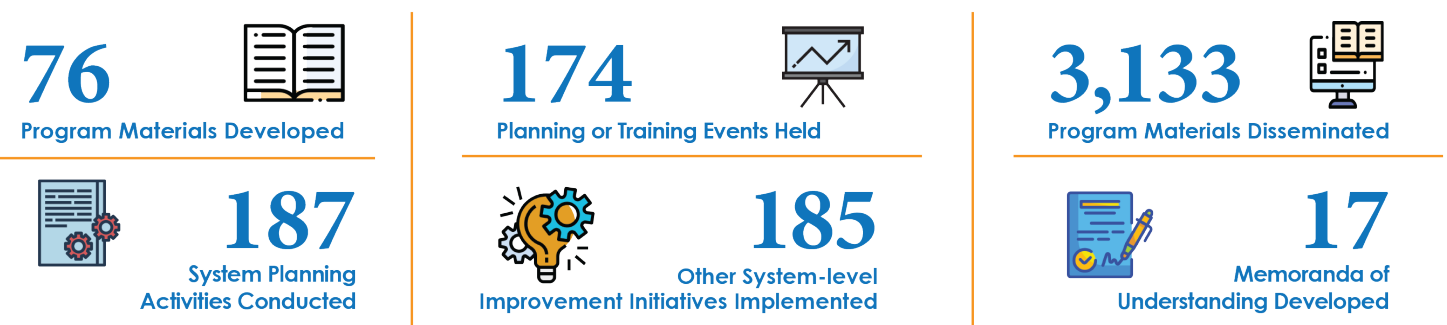 76
Program Materials Developed
174
Planning or Training Events Held
3,133
Program Materials Disseminated
187
System Planning
Activities Conducted
185
Other System-level
Improvement Initiatives Implemented
17
Memoranda of
Understanding Developed